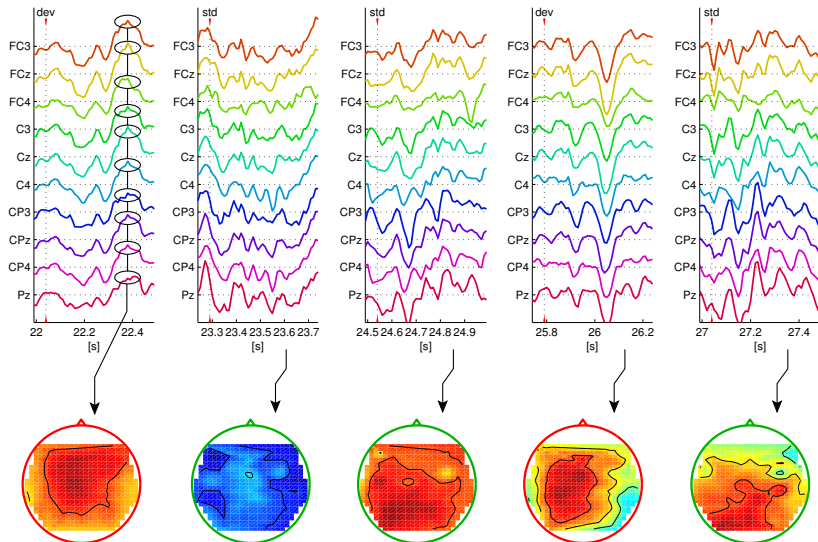 dev
std
std
dev
std
FC3 FC3 FC3 FC3 FC3
FCz FCz FCz FCz FCz
FC4 FC4 FC4 FC4 FC4
C3 C3 C3 C3 C3
Cz Cz Cz Cz Cz
C4 C4 C4 C4 C4
CP3 CP3 CP3 CP3 CP3
CPz CPz CPz CPz CPz
CP4 CP4 CP4 CP4 CP4
Pz Pz Pz Pz Pz
22 22.2 22.4
23.3 23.4 23.5 23.6 23.7
24.5 24.6 24.7 24.8 24.9
25.8 26 26.2
27 27.2 27.4
[s] [s] [s] [s] [s]